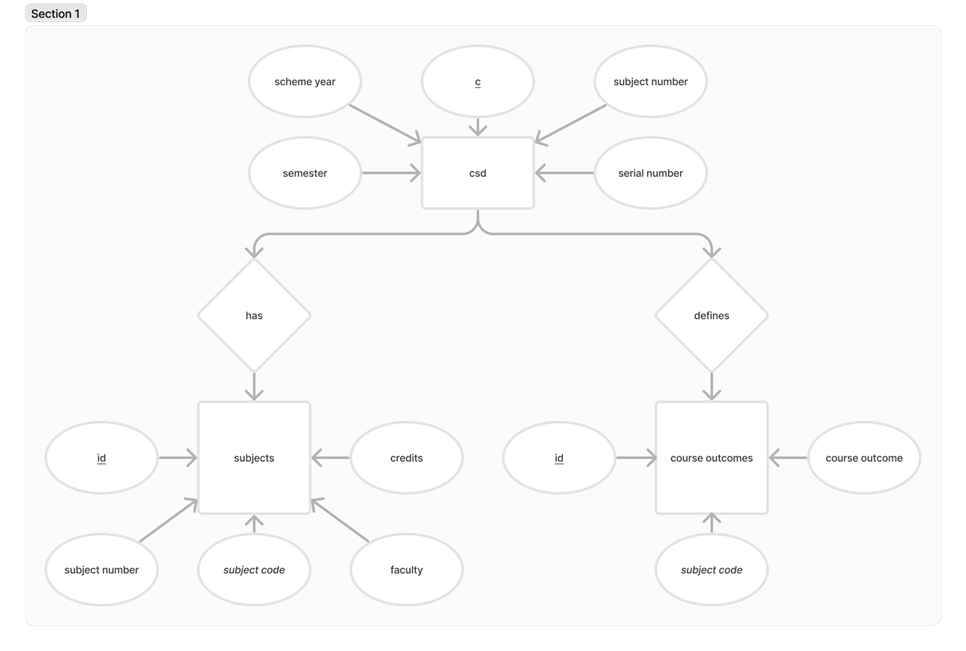 Section 1
scheme year
c
subject number
semester
csd
serial number
has
defines
id
subjects
credits
id
course outcomes
course outcome
subject number
subject code
faculty
subject code